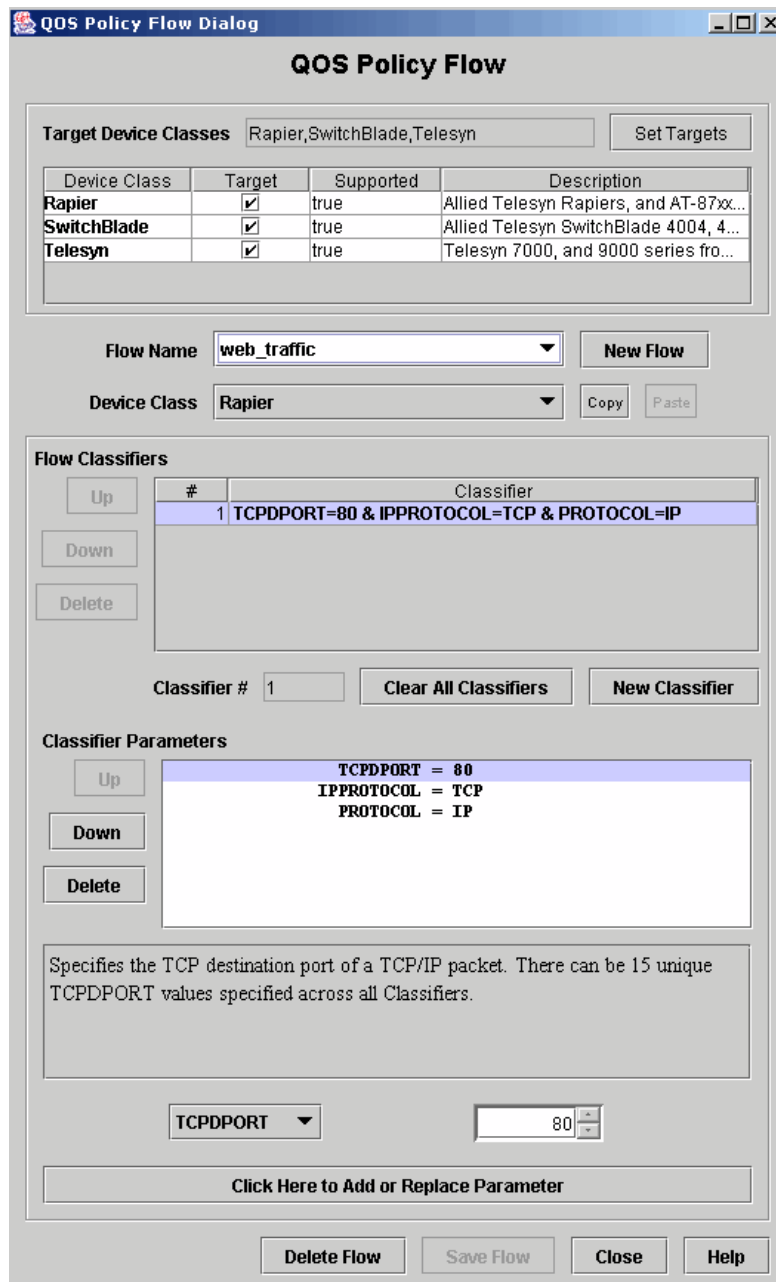 QOS Policy Flow Dialog
QOS Policy Flow
Target Device Classes Rapier,SwitchBlade,Telesyn Set Targets
Device Class Target Supported Description
Rapier true Allied Telesyn Rapiers, and AT-87xx...
SwitchBlade true Allied Telesyn SwitchBlade 4004, 4...
Telesyn true Telesyn 7000, and 9000 series fro...
Flow Name web_traffic New Flow
Device Class Rapier Copy Paste
Flow Classifiers
Up # Classifier
1 TCPDPORT=80 & IPPROTOCOL=TCP & PROTOCOL=IP
Down
Delete
Classifier # 1 Clear All Classifiers New Classifier
Classifier Parameters
Up TCPDPORT = 80
IPPROTOCOL = TCP
PROTOCOL = IP
Down
Delete
Specifies the TCP destination port of a TCP/IP packet. There can be 15 unique
TCPDPORT values specified across all Classifiers.
TCPDPORT 80
Click Here to Add or Replace Parameter
Delete Flow Save Flow Close Help